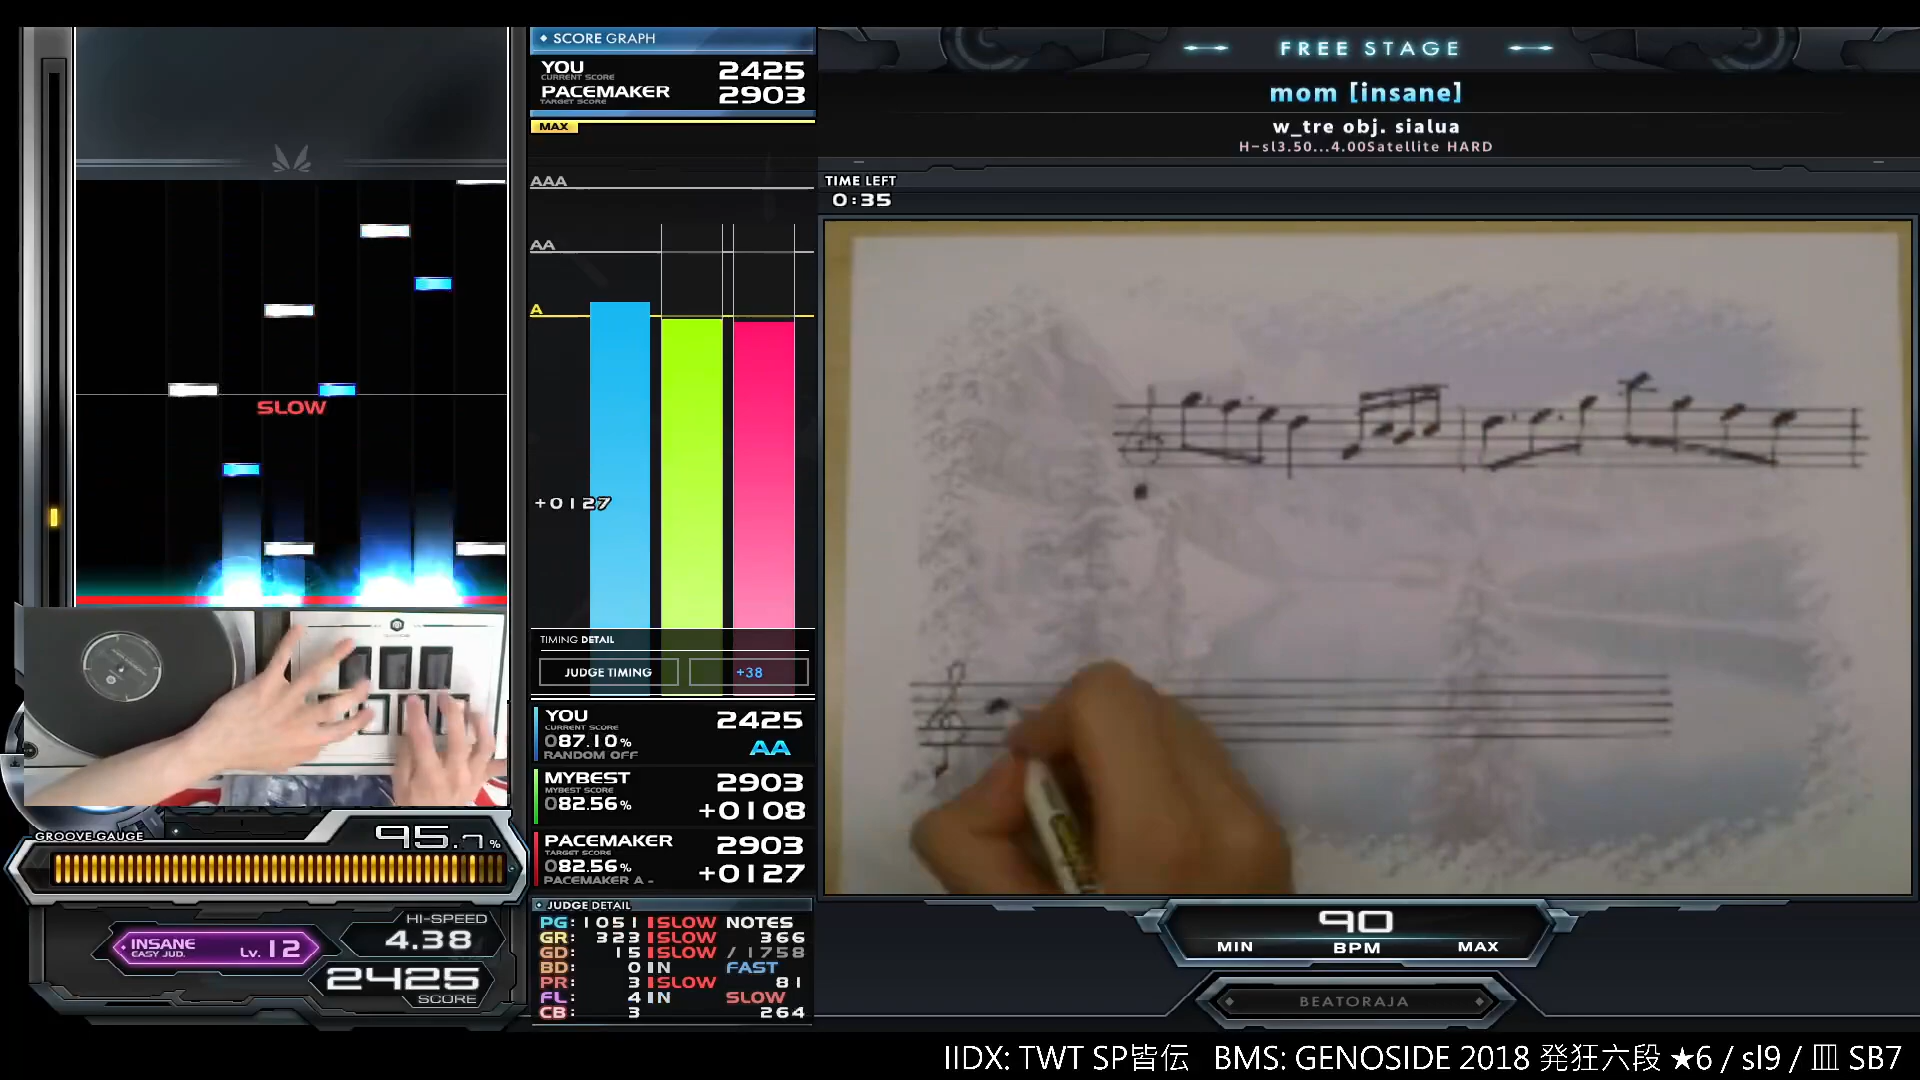 SCORE GRAPH
YOU 2425
CURRENT SCORE
PACEMAKER 2903
TARGET SCORE
MAX
AAA
AA
A
+0127
SLOW
TIMING DETAIL
JUDGE TIMING +38
YOU 2425
CURRENT SCORE
087.10% AA
RANDOM OFF
MYBEST 2903
MYBEST SCORE
082.56% +0108
PACEMAKER 2903
TARGET SCORE
082.56% +0127
PACEMAKER A -
JUDGE DETAIL
PG: 1051 SLOW NOTES
GR: 323 SLOW 366
GD: 15 SLOW / 1758
BD: 0 IN FAST
PR: 3 SLOW 81
FL: 4 IN SLOW
CB: 3 264
GROOVE GAUGE 95.7%
HI-SPEED
4.38
INSANE Lv. 12
EASY JUD.
2425
SCORE
FREE STAGE
mom [insane]
w_tre obj. sialua
H-sl3.50...4.00Satellite HARD
TIME LEFT
0:35
90
MIN BPM MAX
BEATORAJA
IIDX: TWT SP皆伝 BMS: GENOSIDE 2018 発狂六段 ★6 / sl9 / 皿 SB7